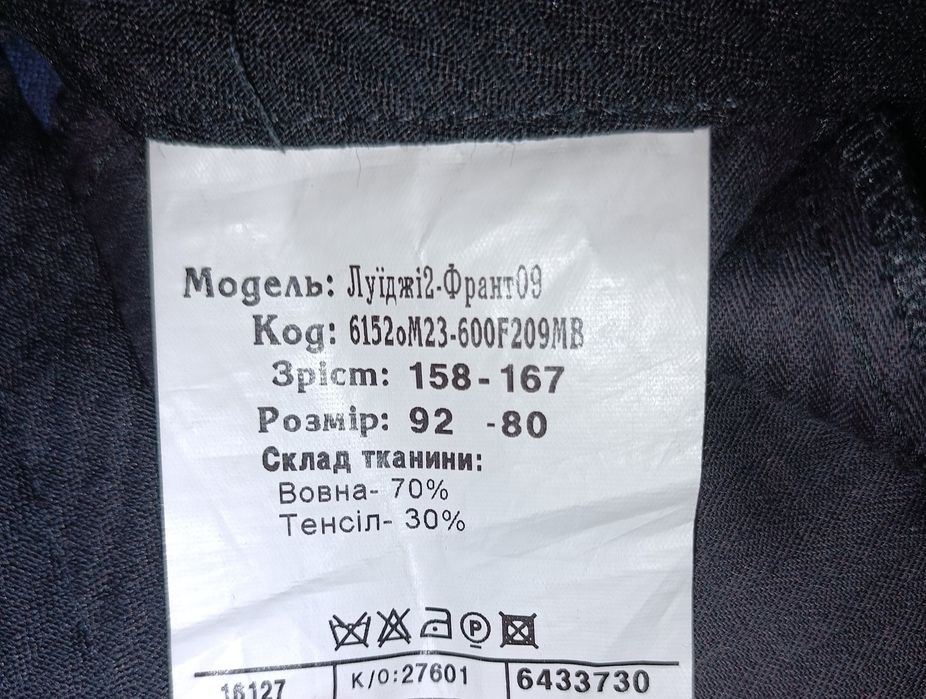 Модель: Луїджі2-Франт09
Код: 6152оМ23-600F209МВ
Зріст: 158-167
Розмір: 92 -80
Склад тканини:
Вовна- 70%
Тенсіл- 30%
P
16127 К/О:27601 6433730